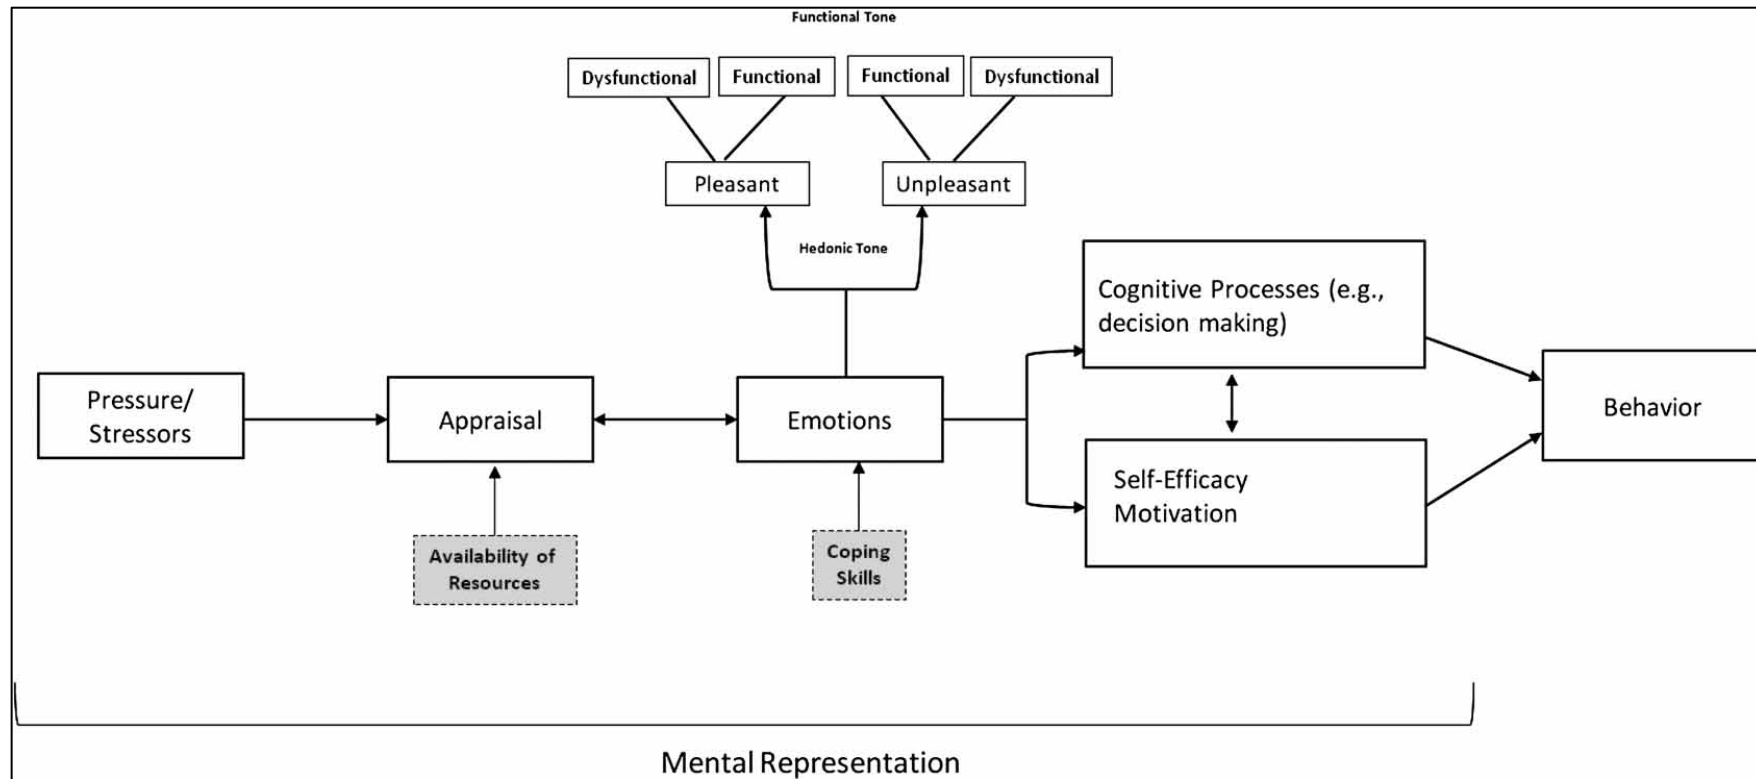 Functional Tone
Dysfunctional
Functional
Functional
Dysfunctional
Pleasant
Unpleasant
Hedonic Tone
Cognitive Processes (e.g.,
decision making)
Pressure/
Stressors
Appraisal
Emotions
Behavior
Self-Efficacy
Motivation
Availability of
Resources
Coping
Skills
Mental Representation